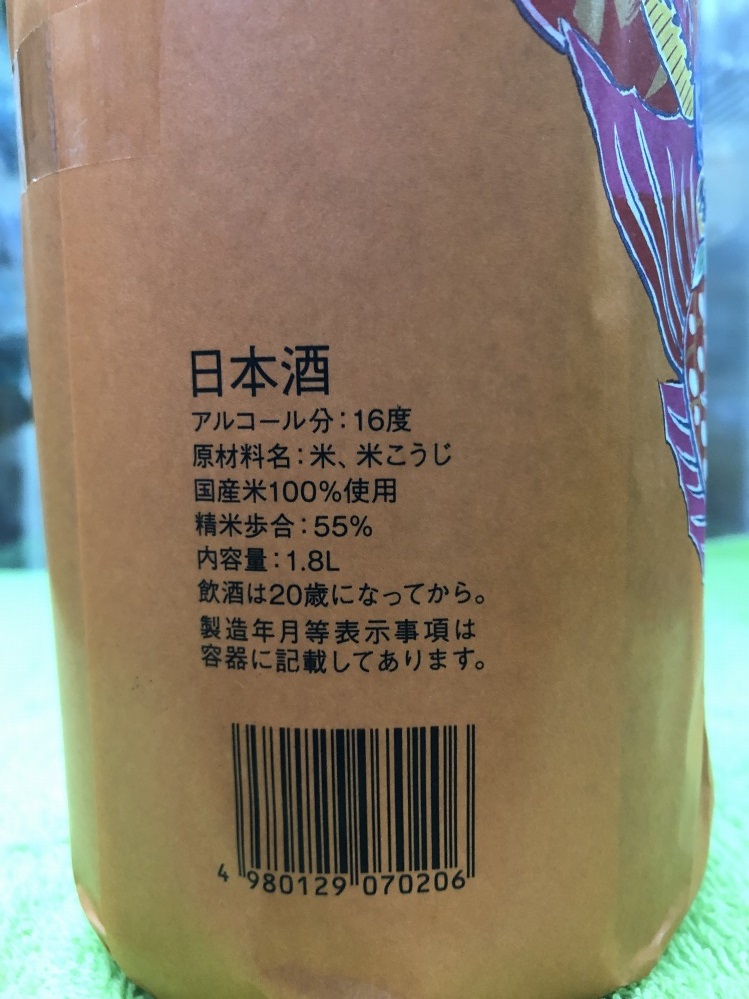 日本酒
アルコール分：16度
原材料名：米、米こうじ
国産米100%使用
精米歩合：55%
内容量：1.8L
飲酒は20歳になってから。
製造年月等表示事項は
容器に記載してあります。
4 980129 070206